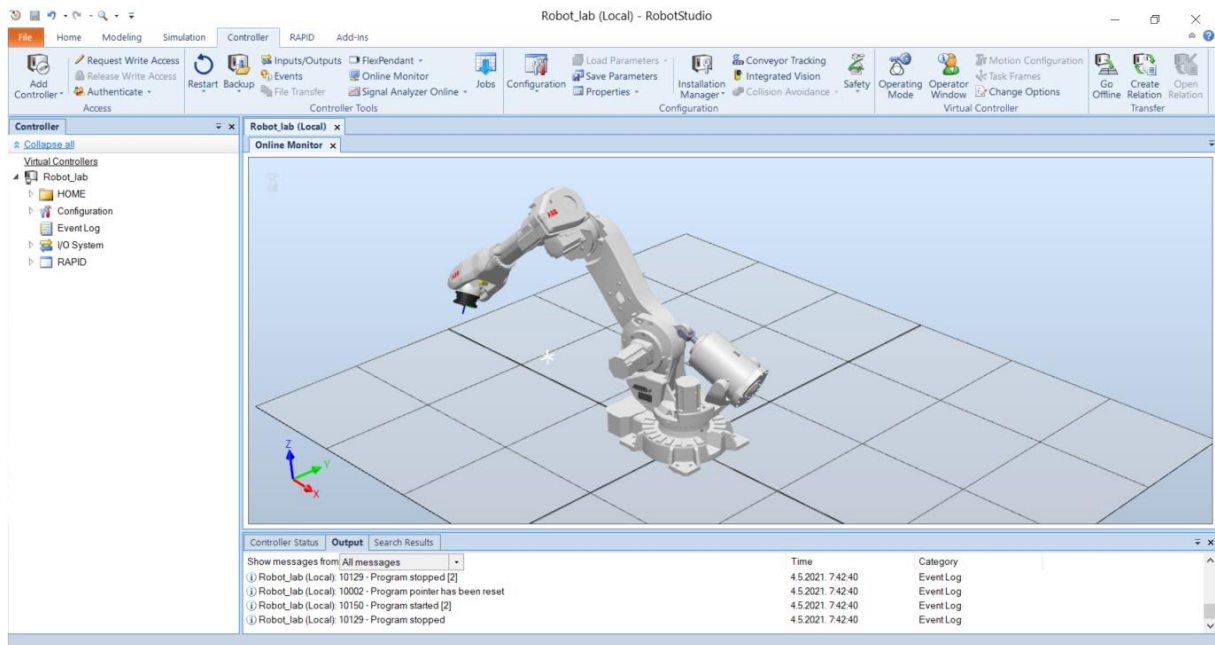 Robot_lab (Local) - RobotStudio
File Home Modeling Simulation Controller RAPID Add-Ins
Add Controller
Request Write Access
Release Write Access
Authenticate
Access
Restart
Backup
Inputs/Outputs
Events
File Transfer
FlexPendant
Online Monitor
Signal Analyzer Online
Jobs
Controller Tools
Configuration
Load Parameters
Save Parameters
Properties
Installation Manager
Conveyor Tracking
Integrated Vision
Collision Avoidance
Safety
Configuration
Operating Mode
Operator Window
Motion Configuration
Task Frames
Change Options
Virtual Controller
Go Offline
Create Relation
Open Relation
Transfer
Controller
Collapse all
Virtual Controllers
Robot_lab
HOME
Configuration
Event Log
I/O System
RAPID
Robot_lab (Local)
Online Monitor
ABB
ABB
Z
Y
X
Controller Status Output Search Results
Show messages from: All messages Time Category
Robot_lab (Local): 10129 - Program stopped [2] 4.5.2021. 7:42:40 Event Log
Robot_lab (Local): 10002 - Program pointer has been reset 4.5.2021. 7:42:40 Event Log
Robot_lab (Local): 10150 - Program started [2] 4.5.2021. 7:42:40 Event Log
Robot_lab (Local): 10129 - Program stopped 4.5.2021. 7:42:40 Event Log